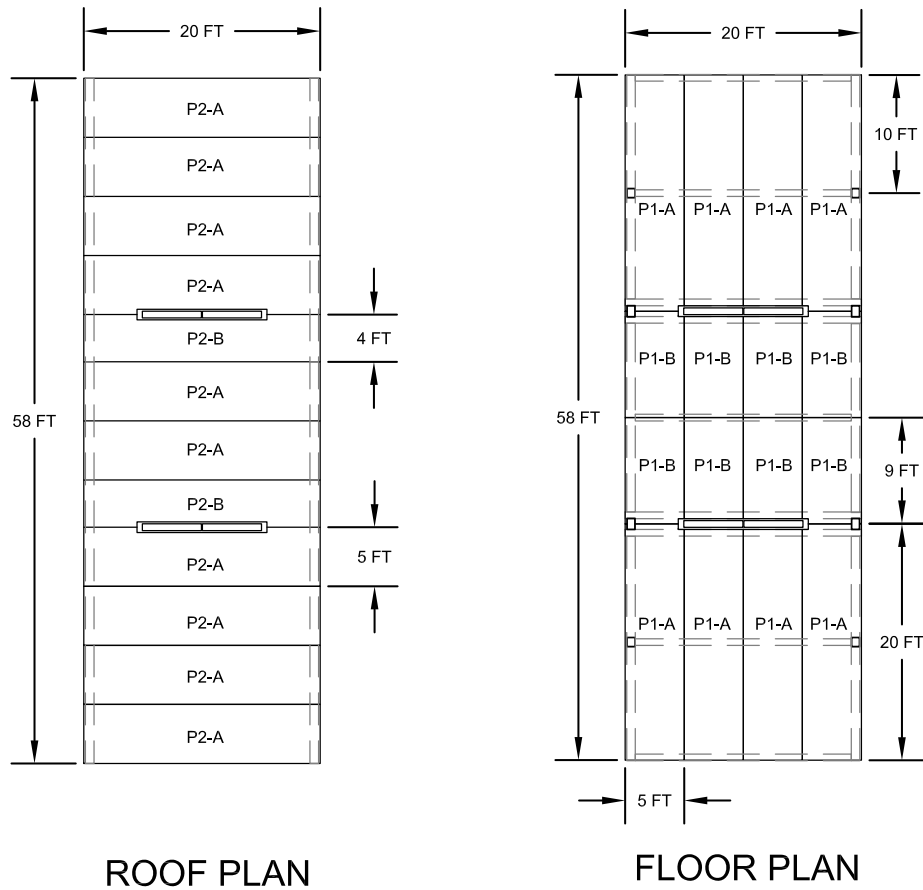 20 FT
P2-A
P2-A
P2-A
P2-A
4 FT
P2-B
P2-A
58 FT
P2-A
P2-B
5 FT
P2-A
P2-A
P2-A
P2-A
ROOF PLAN
20 FT
10 FT
P1-A P1-A P1-A P1-A
P1-B P1-B P1-B P1-B
58 FT
P1-B P1-B P1-B P1-B
9 FT
P1-A P1-A P1-A P1-A
20 FT
5 FT
FLOOR PLAN